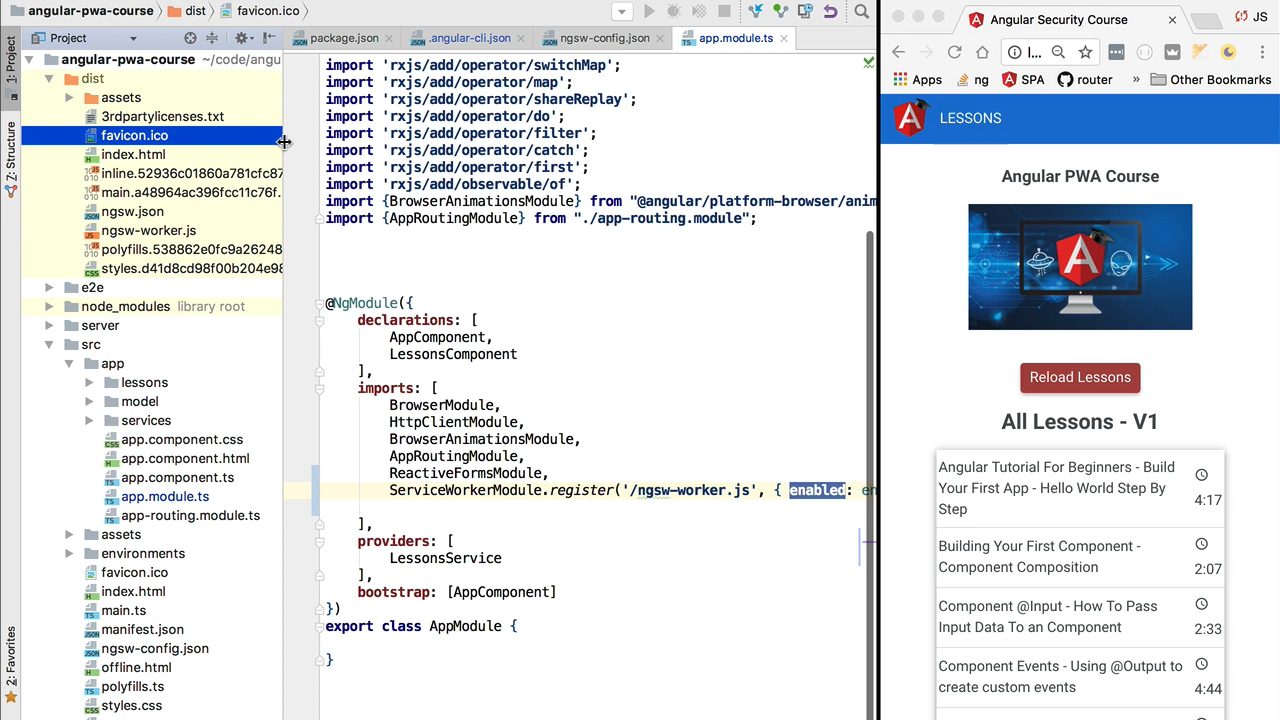 angular-pwa-course
dist
favicon.ico
Project
package.json
.angular-cli.json
ngsw-config.json
app.module.ts
1: Project
Z: Structure
2: Favorites
angular-pwa-course ~/code/angu
dist
assets
3rdpartylicenses.txt
favicon.ico
index.html
inline.52936c01860a781cfc87
main.a48964ac396fcc11c76f.
ngsw.json
ngsw-worker.js
polyfills.538862e0fc9a26248
styles.d41d8cd98f00b204e98
e2e
node_modules library root
server
src
app
lessons
model
services
app.component.css
app.component.html
app.component.ts
app.module.ts
app-routing.module.ts
assets
environments
favicon.ico
index.html
main.ts
manifest.json
ngsw-config.json
offline.html
polyfills.ts
styles.css
import 'rxjs/add/operator/switchMap';
import 'rxjs/add/operator/map';
import 'rxjs/add/operator/shareReplay';
import 'rxjs/add/operator/do';
import 'rxjs/add/operator/filter';
import 'rxjs/add/operator/catch';
import 'rxjs/add/operator/first';
import 'rxjs/add/observable/of';
import {BrowserAnimationsModule} from "@angular/platform-browser/anim
import {AppRoutingModule} from "./app-routing.module";
@NgModule({
declarations: [
AppComponent,
LessonsComponent
],
imports: [
BrowserModule,
HttpClientModule,
BrowserAnimationsModule,
AppRoutingModule,
ReactiveFormsModule,
ServiceWorkerModule.register('/ngsw-worker.js', { enabled: en
],
providers: [
LessonsService
],
bootstrap: [AppComponent]
})
export class AppModule {
}
Angular Security Course
JS
l...
Apps
ng
SPA
router
»
Other Bookmarks
LESSONS
Angular PWA Course
Reload Lessons
All Lessons - V1
Angular Tutorial For Beginners - Build
Your First App - Hello World Step By
Step
4:17
Building Your First Component -
Component Composition
2:07
Component @Input - How To Pass
Input Data To an Component
2:33
Component Events - Using @Output to
create custom events
4:44